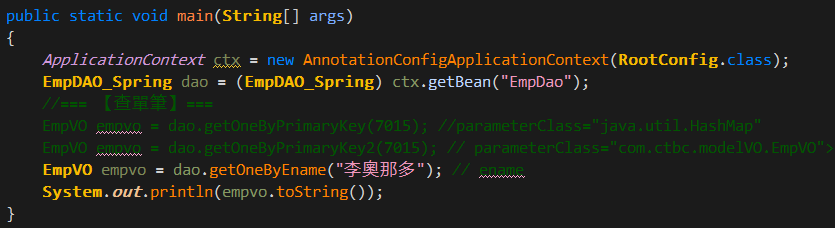 public static void main(String[] args)
{
ApplicationContext ctx = new AnnotationConfigApplicationContext(RootConfig.class);
EmpDAO_Spring dao = (EmpDAO_Spring) ctx.getBean("EmpDao");
//=== 【查單筆】===
EmpVO empvo = dao.getOneByPrimaryKey(7015); //parameterClass="java.util.HashMap"
EmpVO empvo = dao.getOneByPrimaryKey2(7015); // parameterClass="com.ctbc.modelVO.EmpVO">
EmpVO empvo = dao.getOneByEname("李奧那多"); // ename
System.out.println(empvo.toString());
}